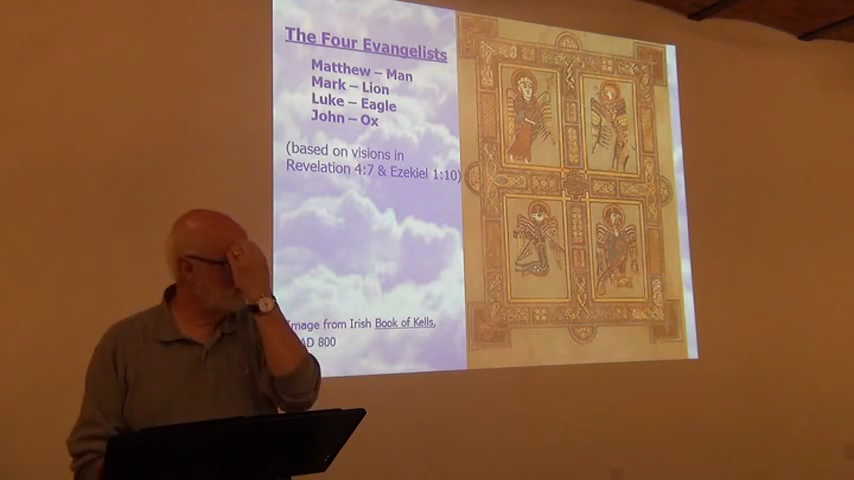 The Four Evangelists
Matthew – Man
Mark – Lion
Luke – Eagle
John – Ox
(based on visions in
Revelation 4:7 & Ezekiel 1:10)
Image from Irish Book of Kells,
AD 800